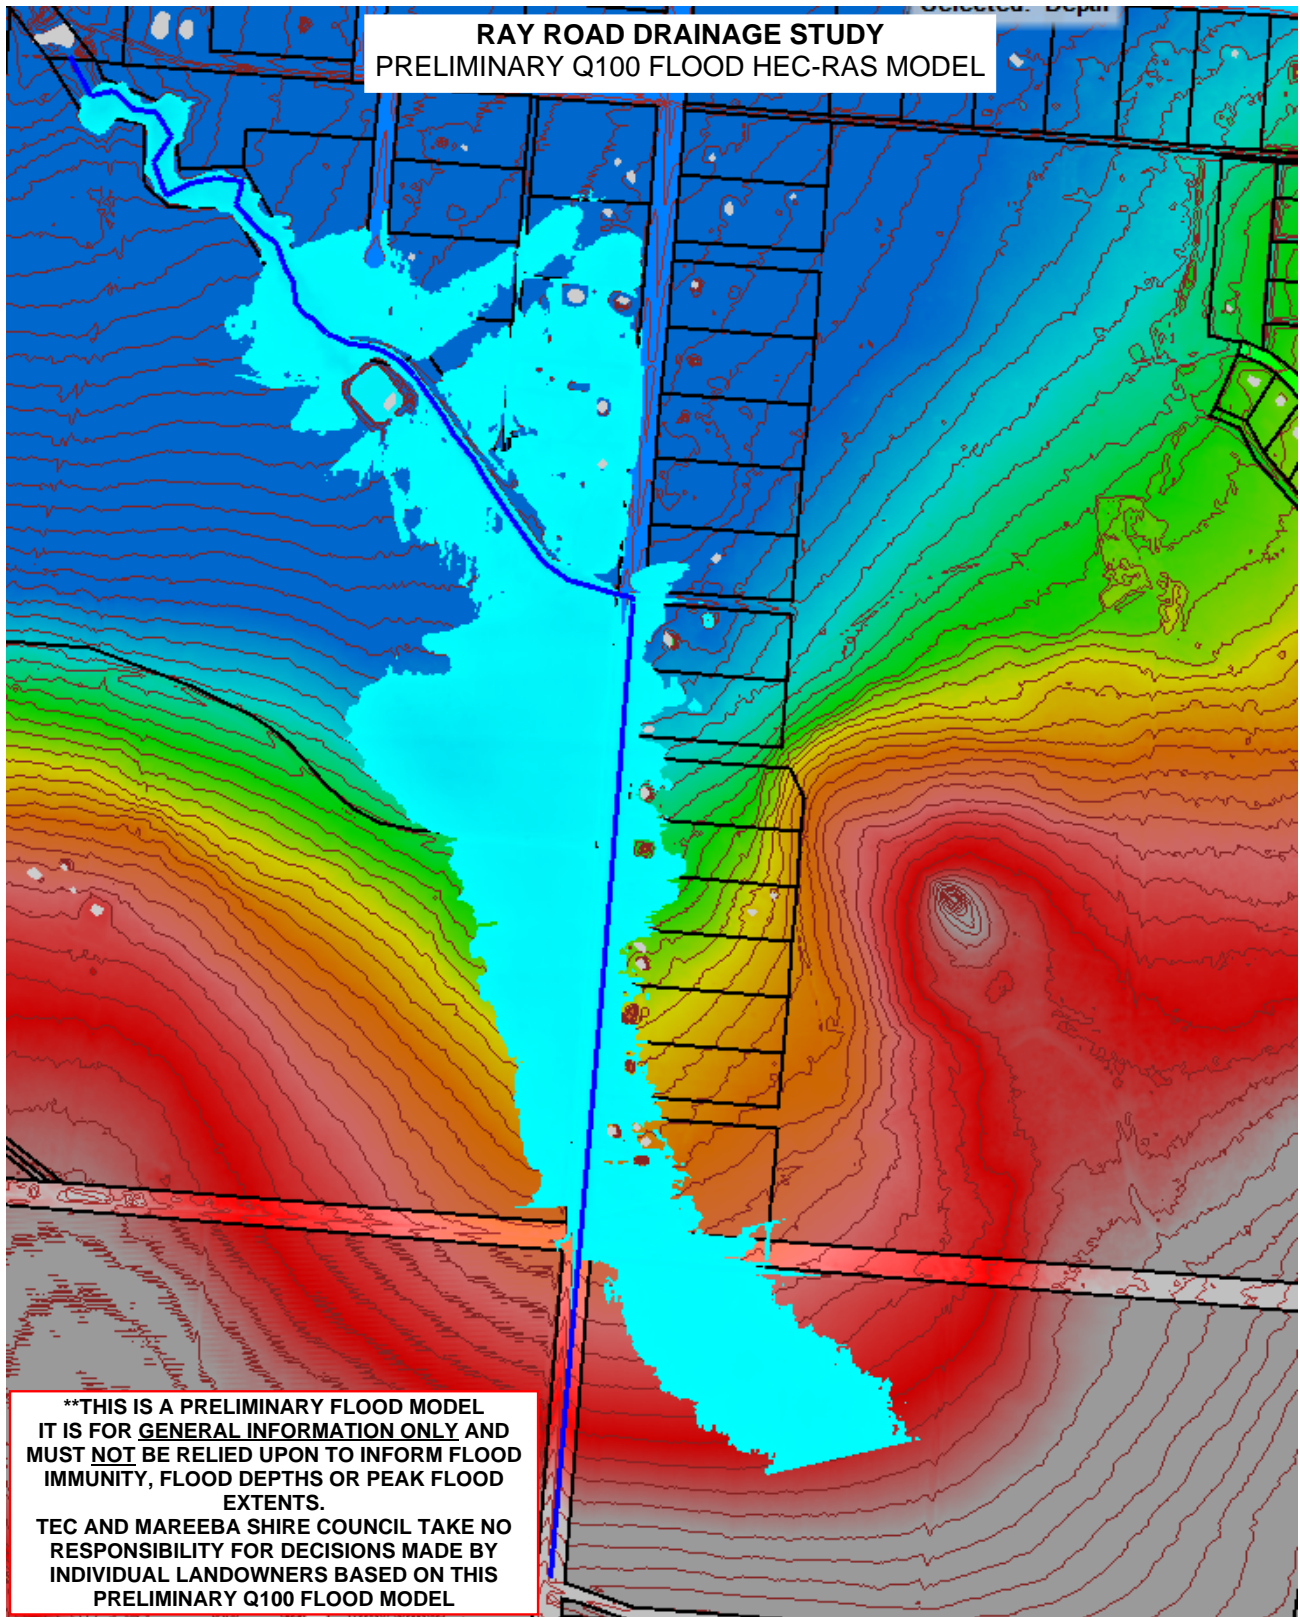 Selected: 'Depth'
RAY ROAD DRAINAGE STUDY
PRELIMINARY Q100 FLOOD HEC-RAS MODEL
**THIS IS A PRELIMINARY FLOOD MODEL
IT IS FOR GENERAL INFORMATION ONLY AND
MUST NOT BE RELIED UPON TO INFORM FLOOD
IMMUNITY, FLOOD DEPTHS OR PEAK FLOOD
EXTENTS.
TEC AND MAREEBA SHIRE COUNCIL TAKE NO
RESPONSIBILITY FOR DECISIONS MADE BY
INDIVIDUAL LANDOWNERS BASED ON THIS
PRELIMINARY Q100 FLOOD MODEL